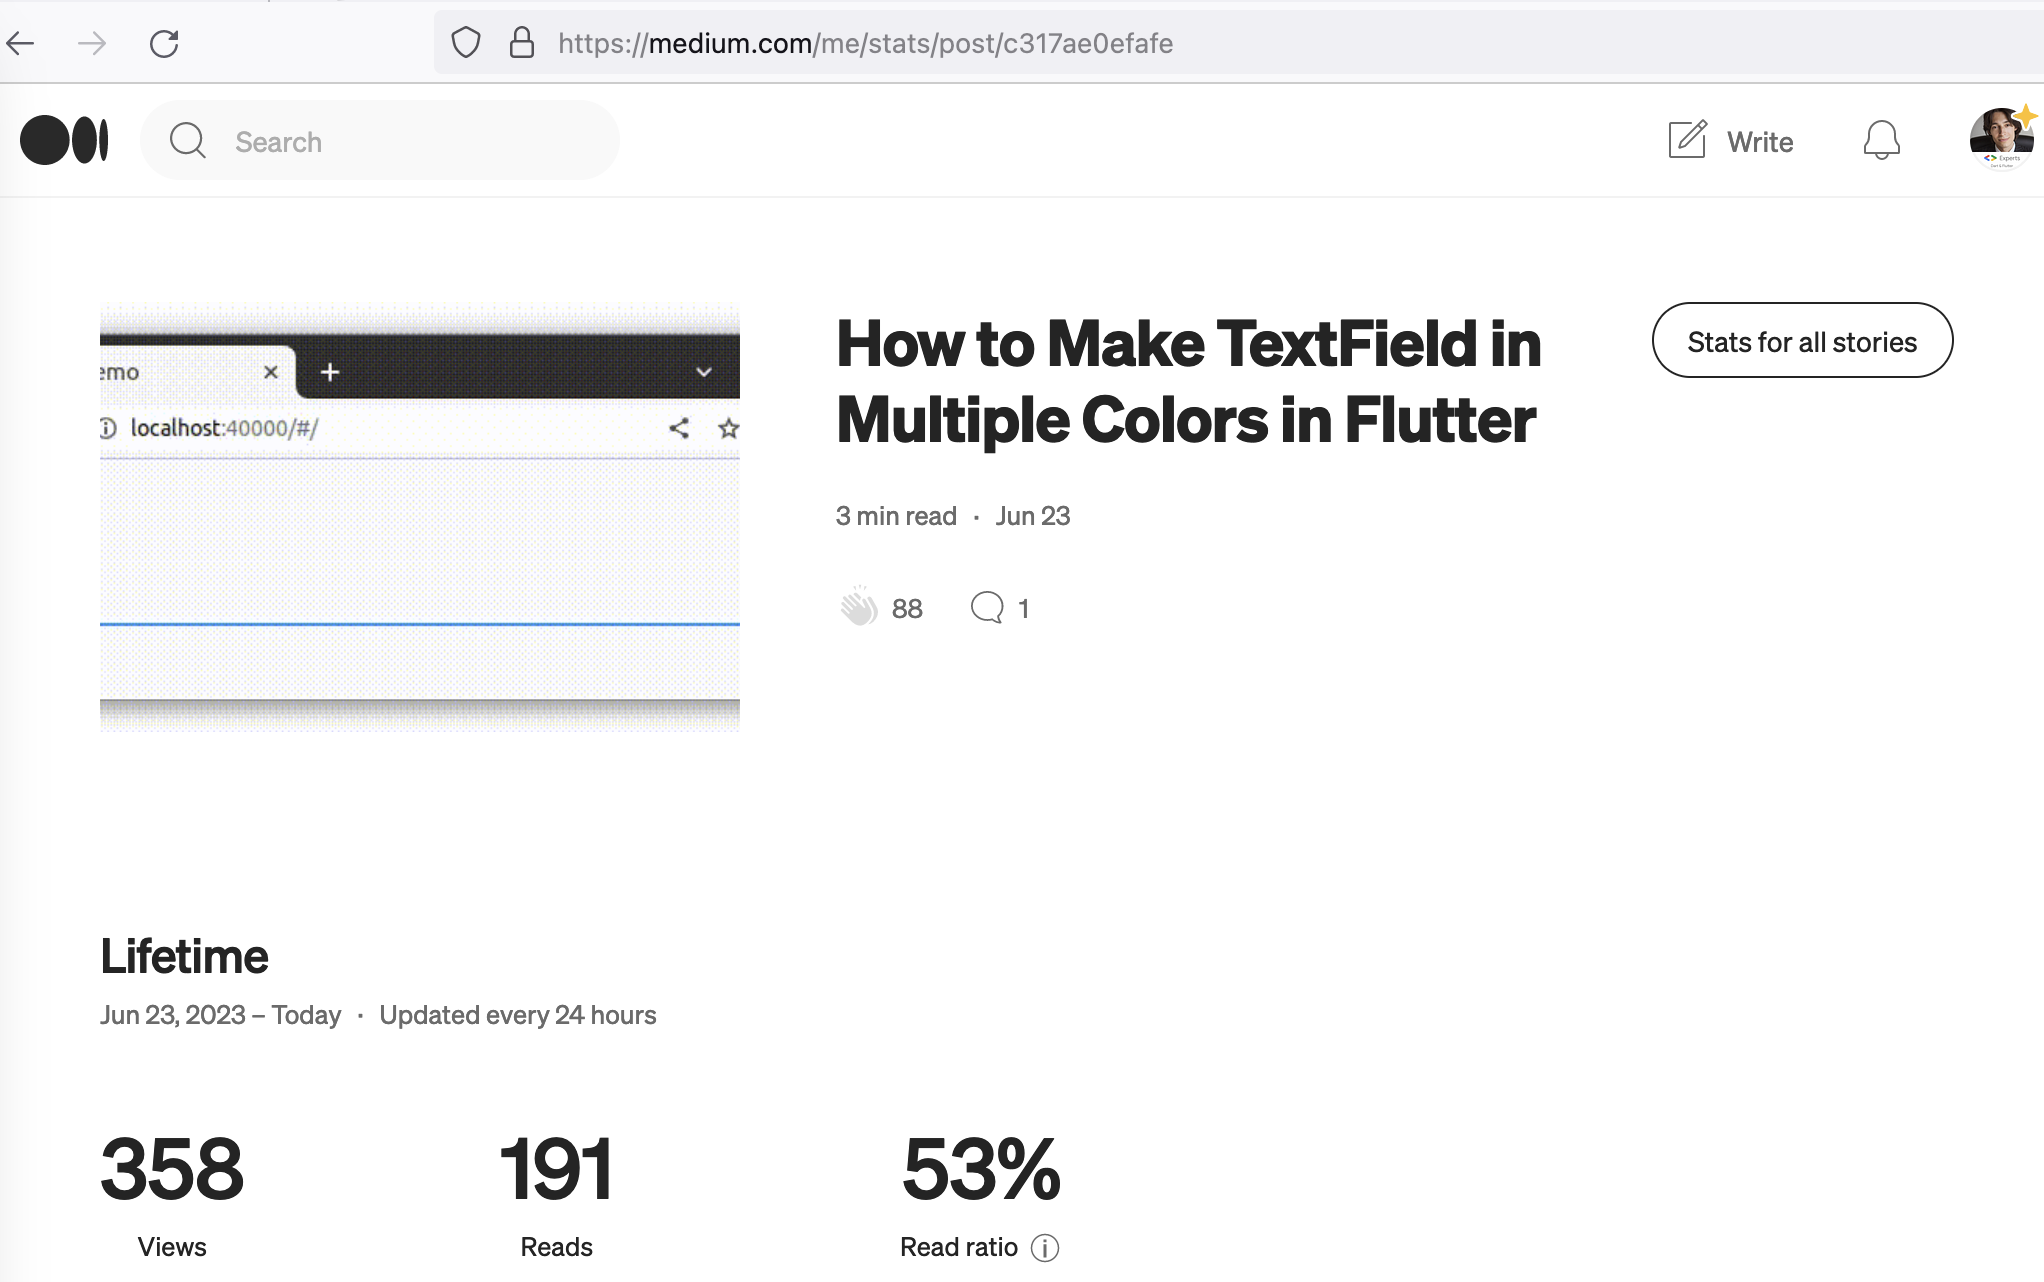 https://medium.com/me/stats/post/c317ae0efafe
Search
Write
Experts
emo
localhost:40000/#/
How to Make TextField in
Multiple Colors in Flutter
Stats for all stories
3 min read · Jun 23
88
1
Lifetime
Jun 23, 2023 – Today · Updated every 24 hours
358
191
53%
Views
Reads
Read ratio